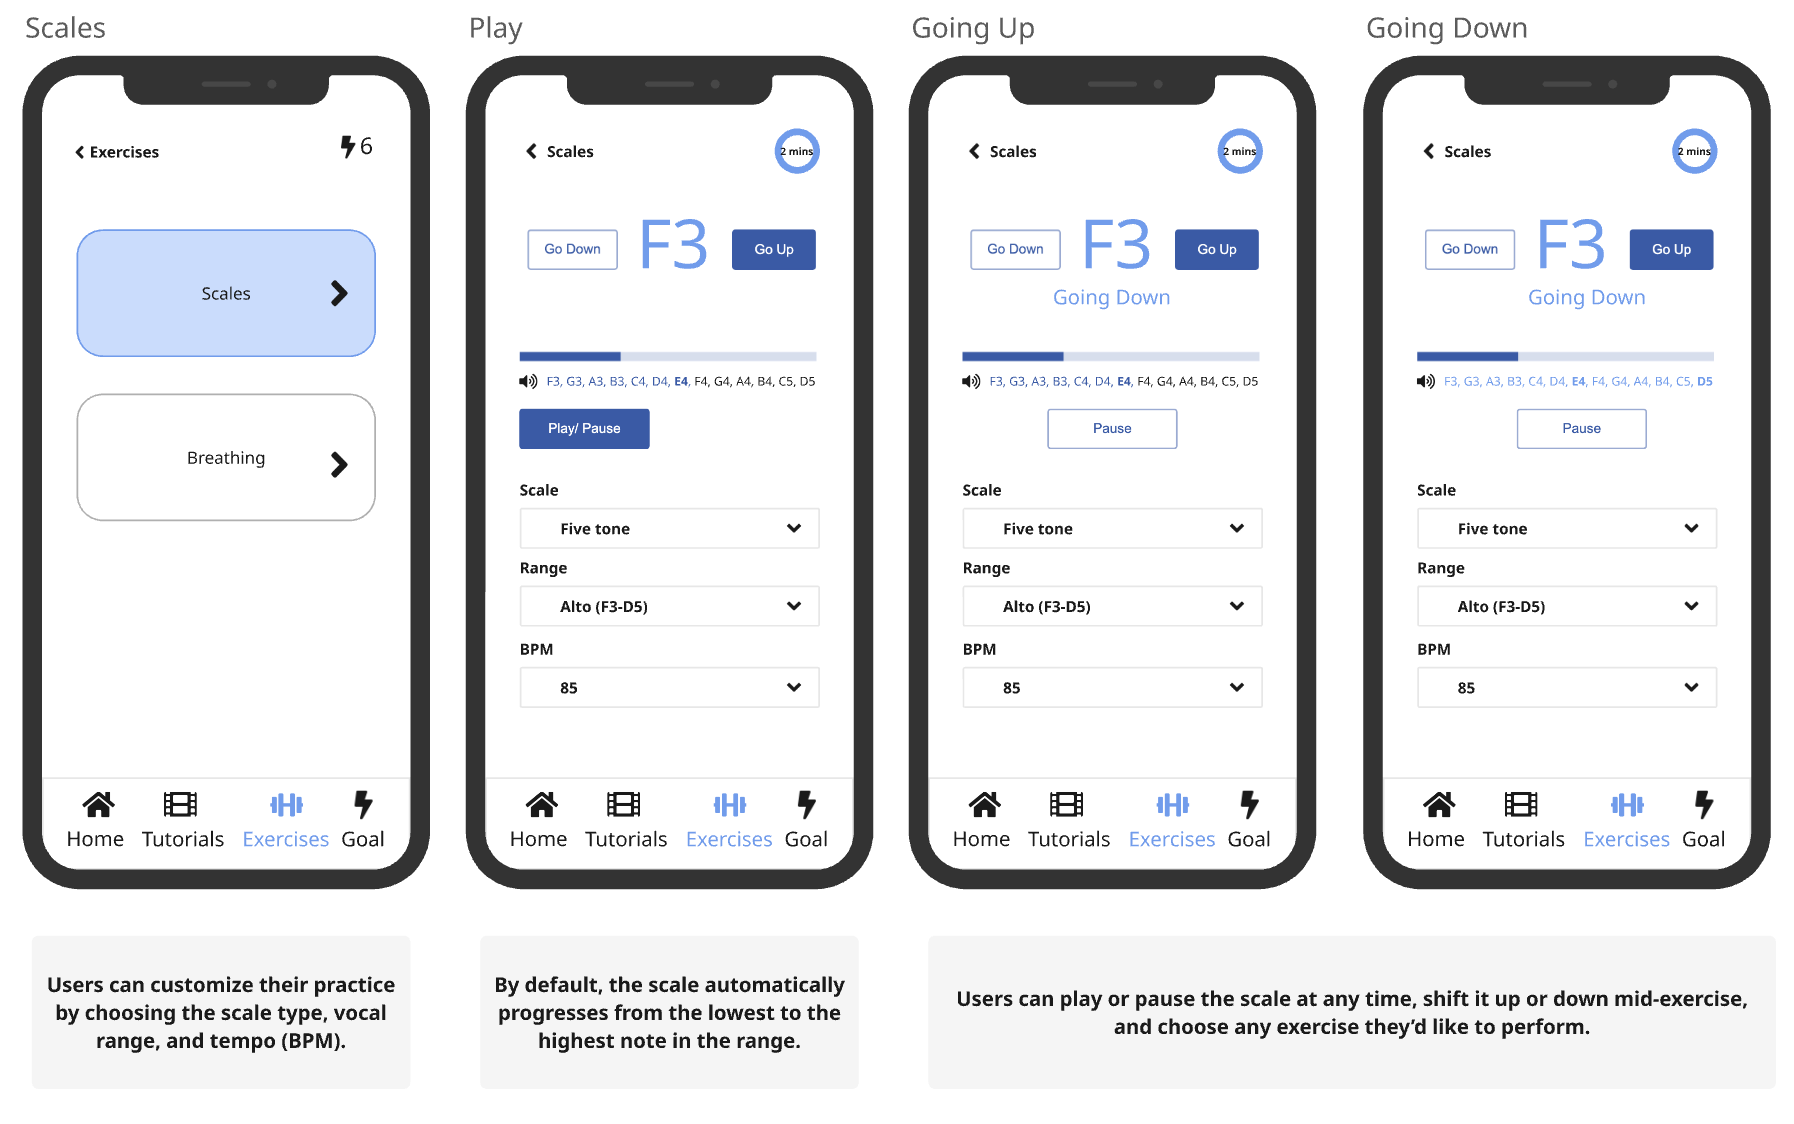 Scales
Exercises
6
Scales
Breathing
Home Tutorials Exercises Goal
Users can customize their practice
by choosing the scale type, vocal
range, and tempo (BPM).
Play
Scales
2 mins
Go Down
F3
Go Up
F3, G3, A3, B3, C4, D4, E4, F4, G4, A4, B4, C5, D5
Play/ Pause
Scale
Five tone
Range
Alto (F3-D5)
BPM
85
Home Tutorials Exercises Goal
By default, the scale automatically
progresses from the lowest to the
highest note in the range.
Going Up
Scales
2 mins
Go Down
F3
Go Up
Going Down
F3, G3, A3, B3, C4, D4, E4, F4, G4, A4, B4, C5, D5
Pause
Scale
Five tone
Range
Alto (F3-D5)
BPM
85
Home Tutorials Exercises Goal
Going Down
Scales
2 mins
Go Down
F3
Go Up
Going Down
F3, G3, A3, B3, C4, D4, E4, F4, G4, A4, B4, C5, D5
Pause
Scale
Five tone
Range
Alto (F3-D5)
BPM
85
Home Tutorials Exercises Goal
Users can play or pause the scale at any time, shift it up or down mid-exercise,
and choose any exercise they’d like to perform.